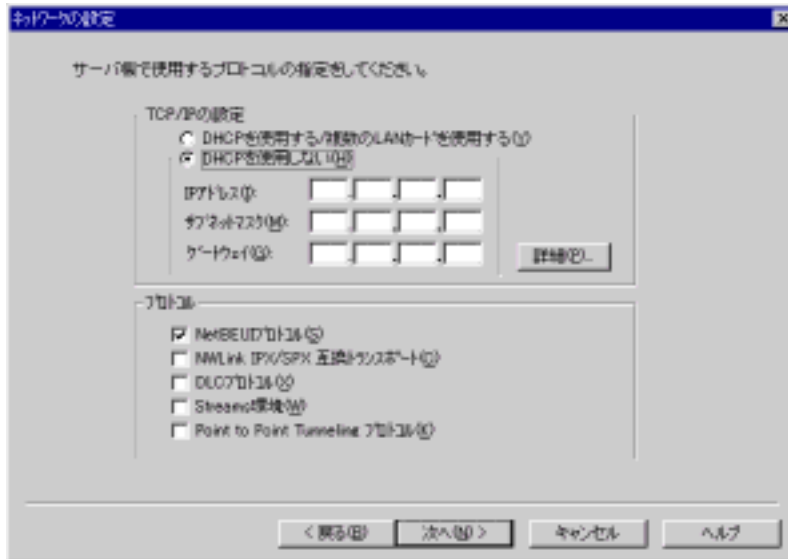 ネットワークの設定
サーバ機で使用するプロトコルの指定をしてください。
TCP/IPの設定
DHCPを使用する/複数のLANカードを使用する(Y)
DHCPを使用しない(H)
IPアドレス(I):
サブネットマスク(M):
ゲートウェイ(G):
詳細(P)...
プロトコル
NetBEUIプロトコル(S)
NWLink IPX/SPX 互換トランスポート(O)
DLCプロトコル(X)
Streams環境(W)
Point to Point Tunneling プロトコル(K)
< 戻る(B)
次へ(N) >
キャンセル
ヘルプ